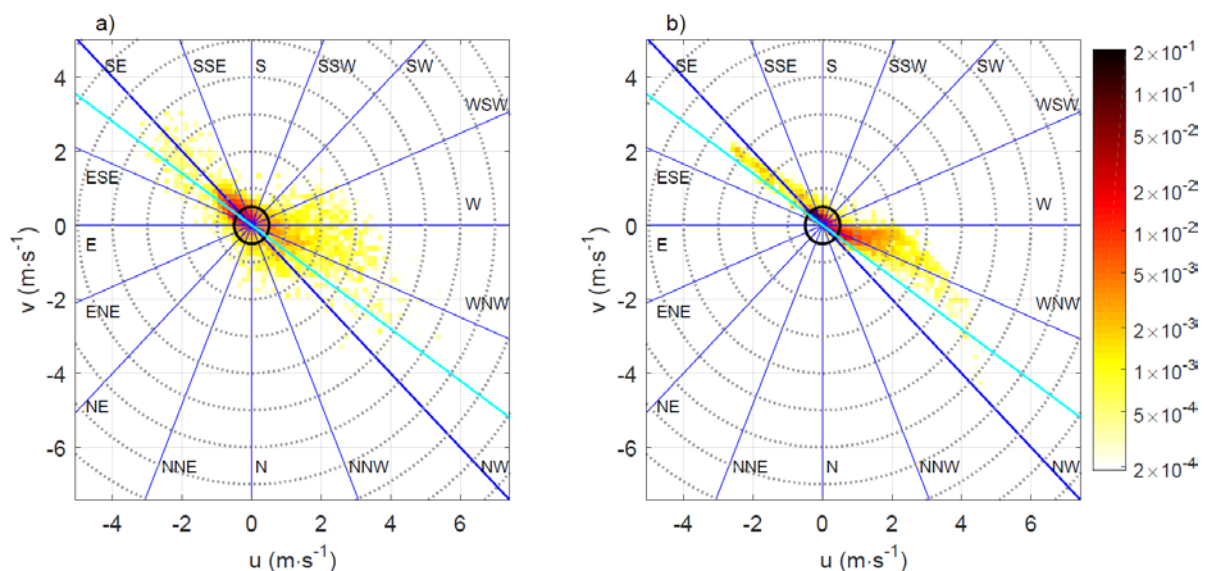 a)
SE SSE S SSW SW
WSW
ESE
W
E
ENE
WNW
NE
NNE N NNW NW
4
2
0
-2
-4
-6
v (m·s⁻¹)
-4 -2 0 2 4 6
u (m·s⁻¹)
b)
SE SSE S SSW SW
WSW
ESE
W
E
ENE
WNW
NE
NNE N NNW NW
4
2
0
-2
-4
-6
v (m·s⁻¹)
-4 -2 0 2 4 6
u (m·s⁻¹)
2×10⁻¹
1×10⁻¹
5×10⁻²
2×10⁻²
1×10⁻²
5×10⁻³
2×10⁻³
1×10⁻³
5×10⁻⁴
2×10⁻⁴